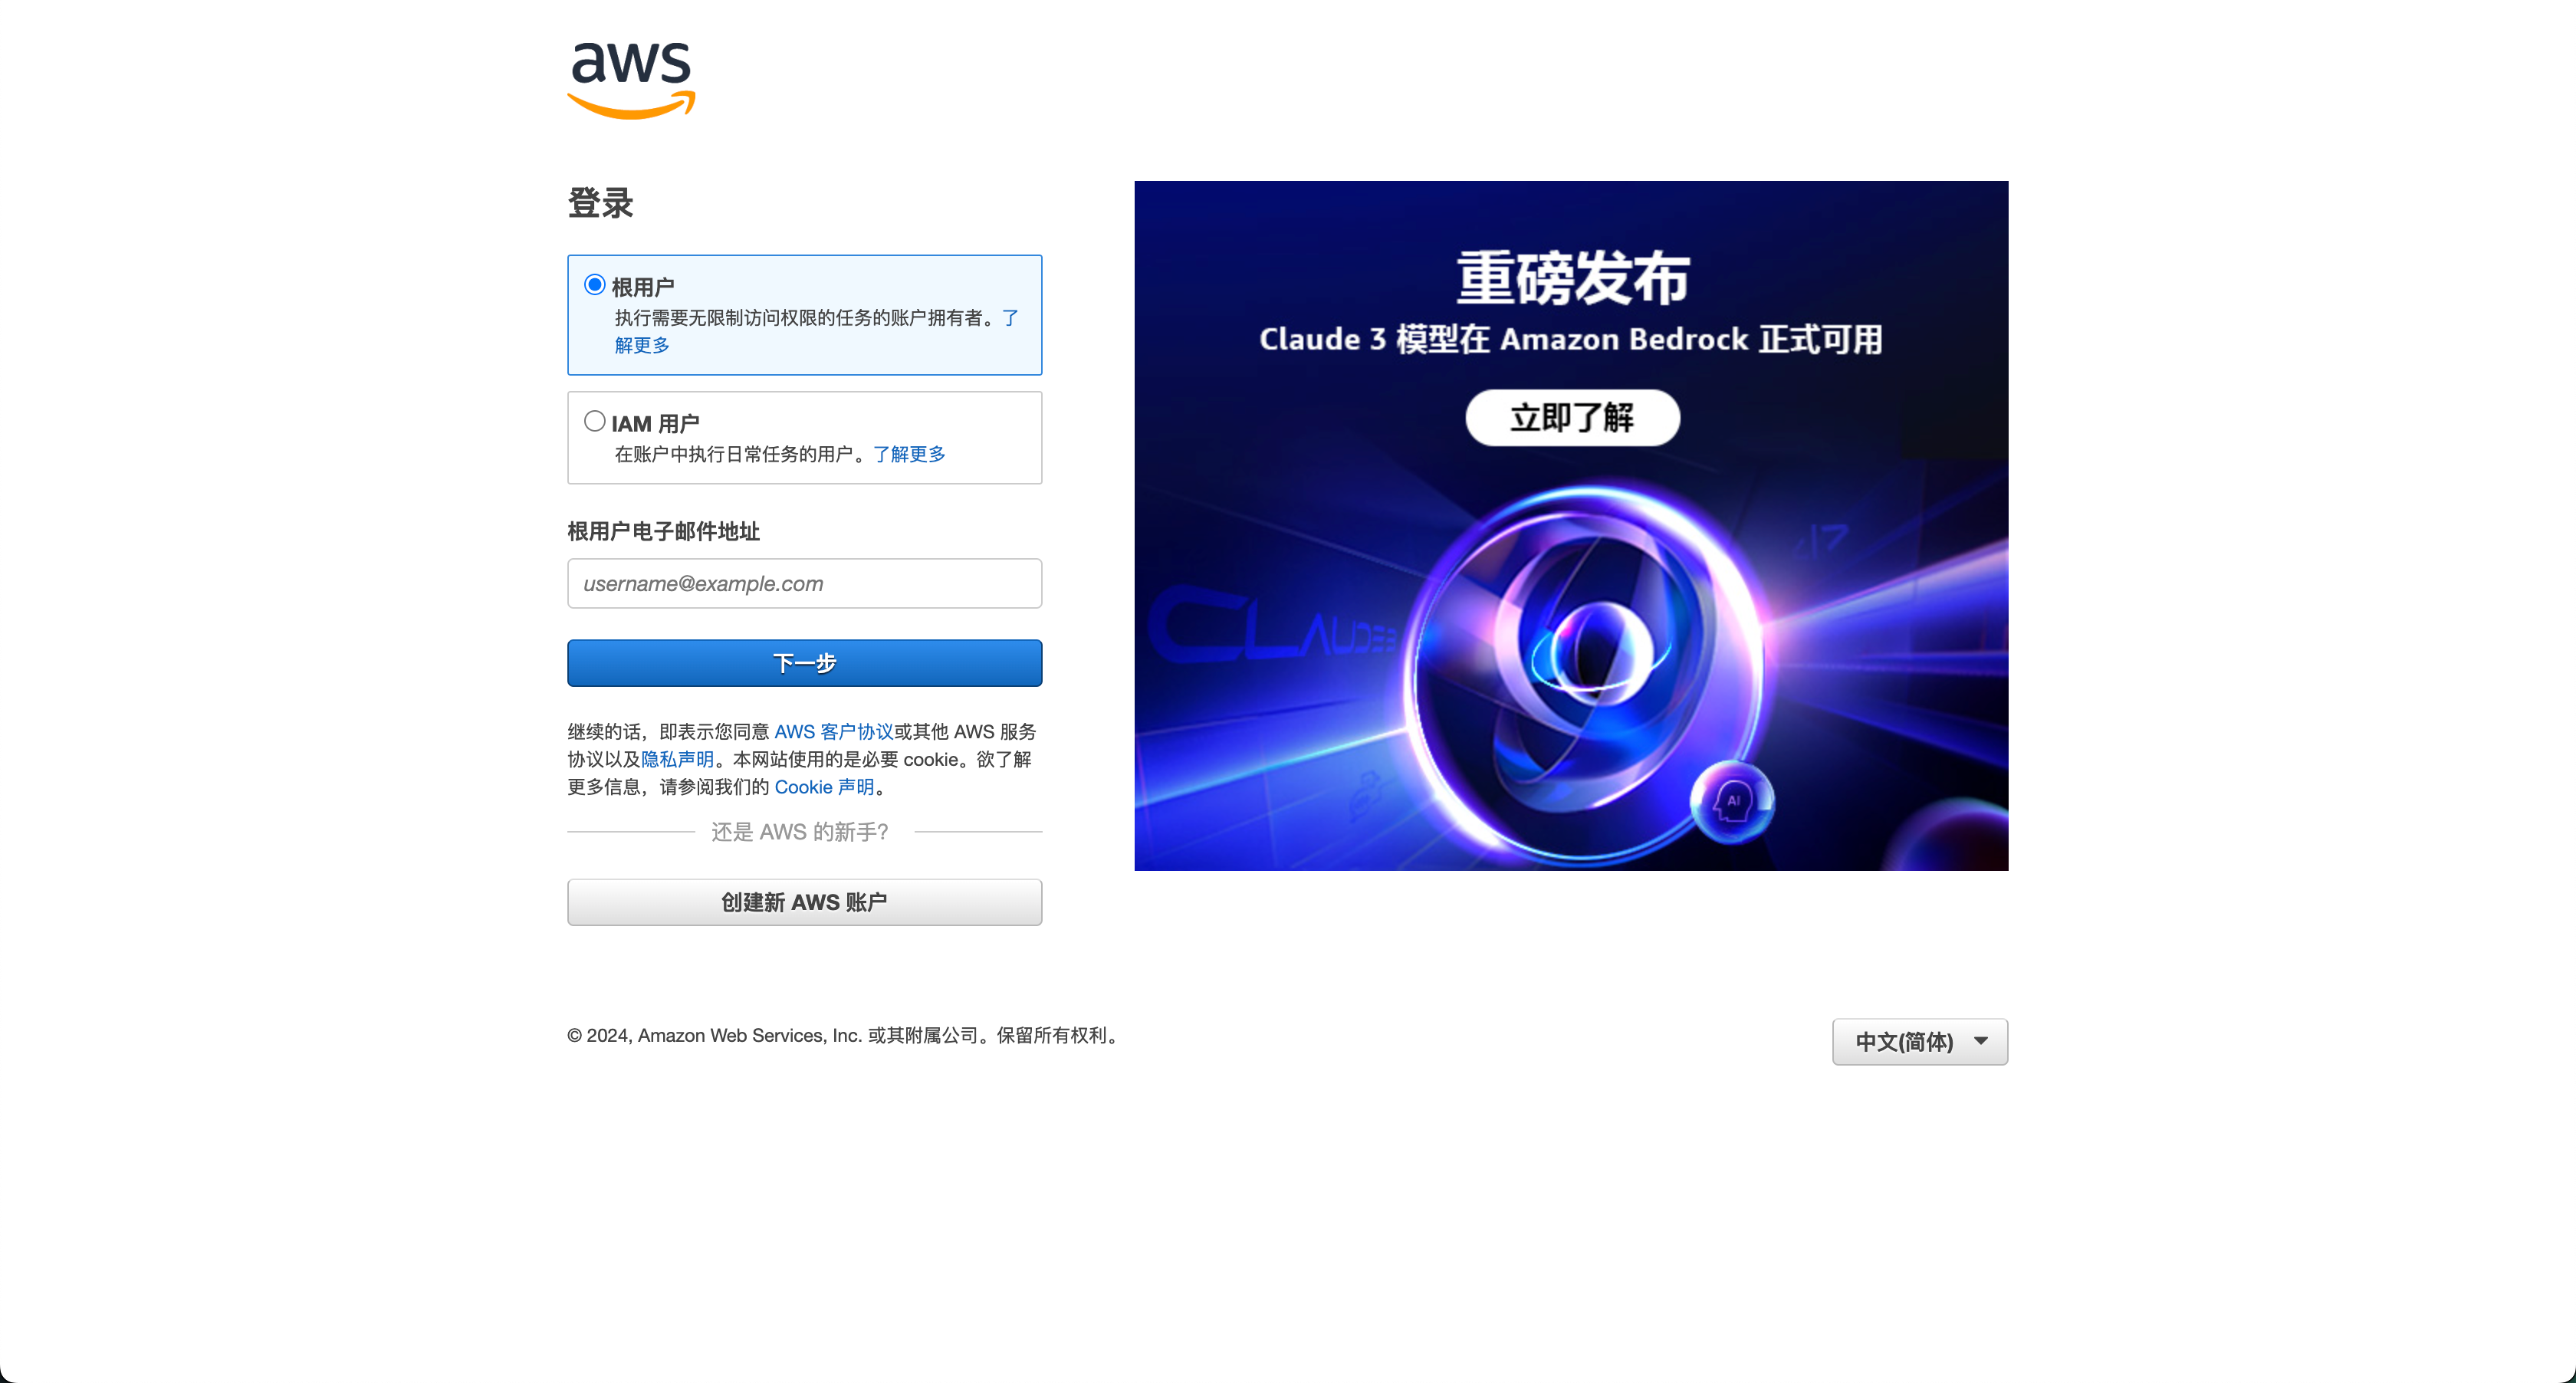 aws
登录
根用户
执行需要无限制访问权限的任务的账户拥有者。了
解更多
IAM 用户
在账户中执行日常任务的用户。了解更多
根用户电子邮件地址
username@example.com
下一步
继续的话，即表示您同意 AWS 客户协议或其他 AWS 服务
协议以及隐私声明。本网站使用的是必要 cookie。欲了解
更多信息，请参阅我们的 Cookie 声明。
还是 AWS 的新手?
创建新 AWS 账户
重磅发布
Claude 3 模型在 Amazon Bedrock 正式可用
立即了解
CLAUDE3
AI
© 2024, Amazon Web Services, Inc. 或其附属公司。保留所有权利。
中文(简体)